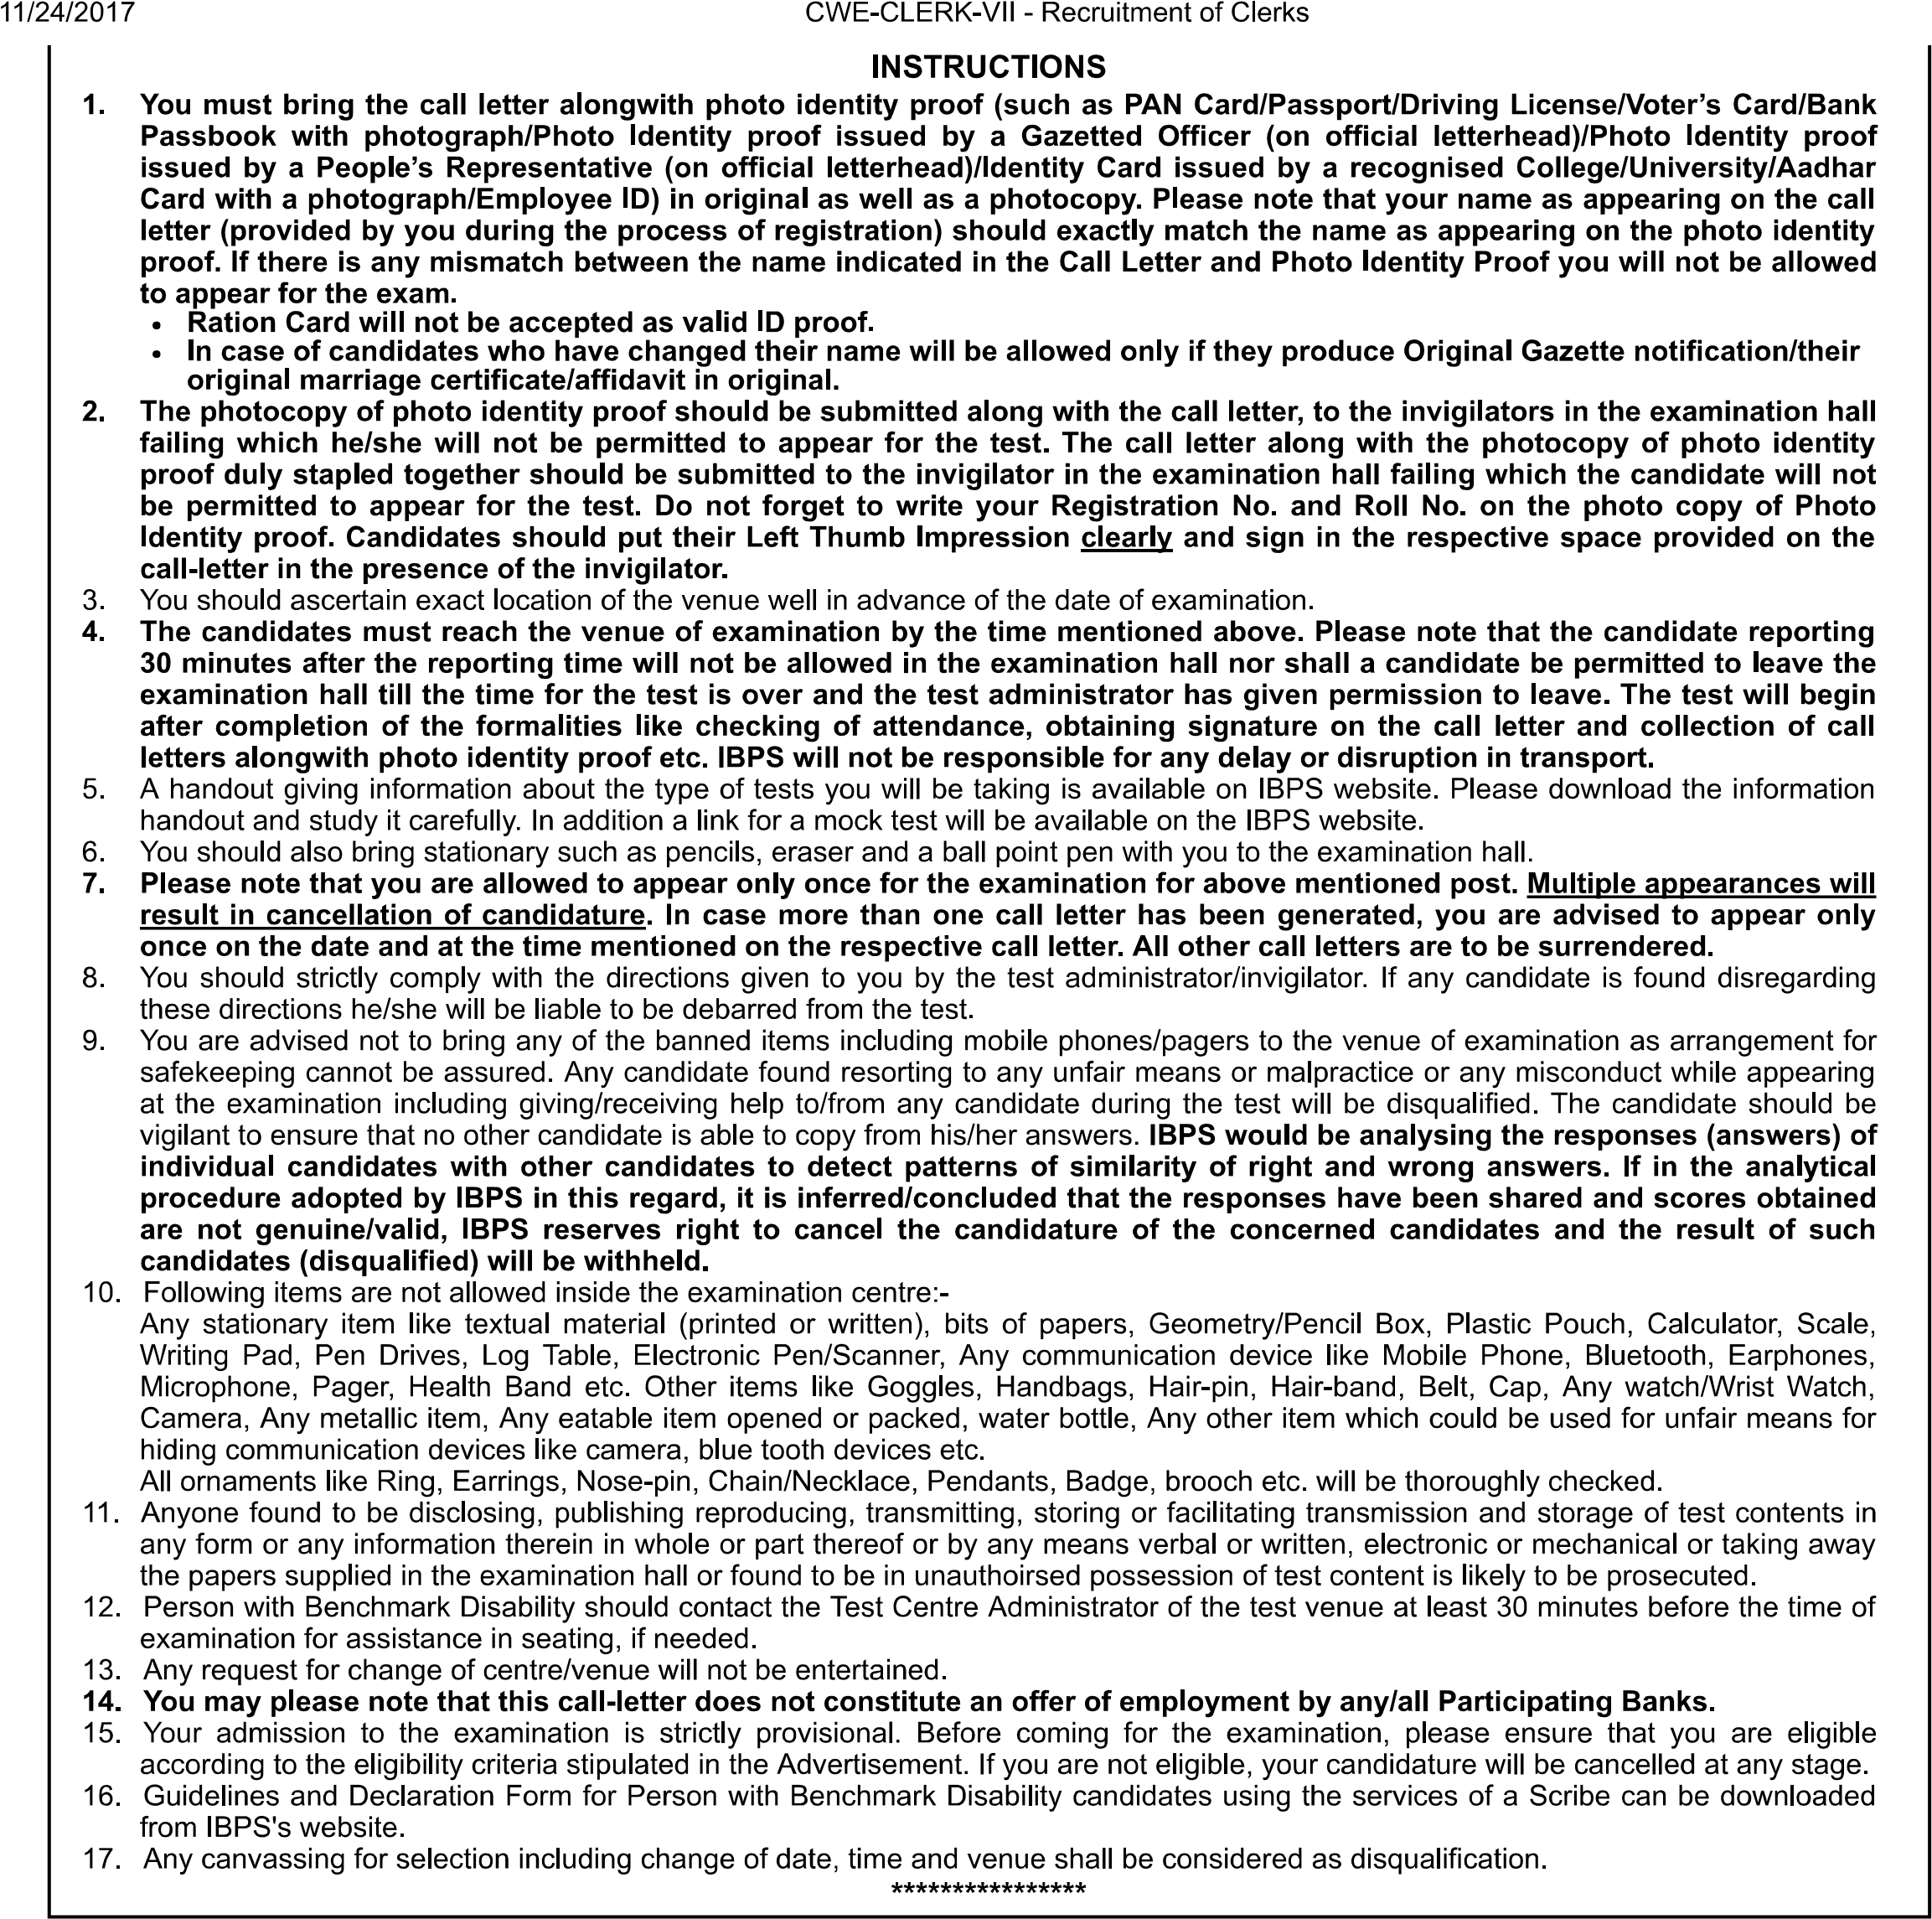 11/24/2017 CWE-CLERK-VII - Recruitment of Clerks
INSTRUCTIONS
1. You must bring the call letter alongwith photo identity proof (such as PAN Card/Passport/Driving License/Voter's Card/Bank
Passbook with photograph/Photo Identity proof issued by a Gazetted Officer (on official letterhead)/Photo Identity proof
issued by a People's Representative (on official letterhead)/Identity Card issued by a recognised College/University/Aadhar
Card with a photograph/Employee ID) in original as well as a photocopy. Please note that your name as appearing on the call
letter (provided by you during the process of registration) should exactly match the name as appearing on the photo identity
proof. If there is any mismatch between the name indicated in the Call Letter and Photo Identity Proof you will not be allowed
to appear for the exam.
• Ration Card will not be accepted as valid ID proof.
• In case of candidates who have changed their name will be allowed only if they produce Original Gazette notification/their
original marriage certificate/affidavit in original.
2. The photocopy of photo identity proof should be submitted along with the call letter, to the invigilators in the examination hall
failing which he/she will not be permitted to appear for the test. The call letter along with the photocopy of photo identity
proof duly stapled together should be submitted to the invigilator in the examination hall failing which the candidate will not
be permitted to appear for the test. Do not forget to write your Registration No. and Roll No. on the photo copy of Photo
Identity proof. Candidates should put their Left Thumb Impression clearly and sign in the respective space provided on the
call-letter in the presence of the invigilator.
3. You should ascertain exact location of the venue well in advance of the date of examination.
4. The candidates must reach the venue of examination by the time mentioned above. Please note that the candidate reporting
30 minutes after the reporting time will not be allowed in the examination hall nor shall a candidate be permitted to leave the
examination hall till the time for the test is over and the test administrator has given permission to leave. The test will begin
after completion of the formalities like checking of attendance, obtaining signature on the call letter and collection of call
letters alongwith photo identity proof etc. IBPS will not be responsible for any delay or disruption in transport.
5. A handout giving information about the type of tests you will be taking is available on IBPS website. Please download the information
handout and study it carefully. In addition a link for a mock test will be available on the IBPS website.
6. You should also bring stationary such as pencils, eraser and a ball point pen with you to the examination hall.
7. Please note that you are allowed to appear only once for the examination for above mentioned post. Multiple appearances will
result in cancellation of candidature. In case more than one call letter has been generated, you are advised to appear only
once on the date and at the time mentioned on the respective call letter. All other call letters are to be surrendered.
8. You should strictly comply with the directions given to you by the test administrator/invigilator. If any candidate is found disregarding
these directions he/she will be liable to be debarred from the test.
9. You are advised not to bring any of the banned items including mobile phones/pagers to the venue of examination as arrangement for
safekeeping cannot be assured. Any candidate found resorting to any unfair means or malpractice or any misconduct while appearing
at the examination including giving/receiving help to/from any candidate during the test will be disqualified. The candidate should be
vigilant to ensure that no other candidate is able to copy from his/her answers. IBPS would be analysing the responses (answers) of
individual candidates with other candidates to detect patterns of similarity of right and wrong answers. If in the analytical
procedure adopted by IBPS in this regard, it is inferred/concluded that the responses have been shared and scores obtained
are not genuine/valid, IBPS reserves right to cancel the candidature of the concerned candidates and the result of such
candidates (disqualified) will be withheld.
10. Following items are not allowed inside the examination centre:-
Any stationary item like textual material (printed or written), bits of papers, Geometry/Pencil Box, Plastic Pouch, Calculator, Scale,
Writing Pad, Pen Drives, Log Table, Electronic Pen/Scanner, Any communication device like Mobile Phone, Bluetooth, Earphones,
Microphone, Pager, Health Band etc. Other items like Goggles, Handbags, Hair-pin, Hair-band, Belt, Cap, Any watch/Wrist Watch,
Camera, Any metallic item, Any eatable item opened or packed, water bottle, Any other item which could be used for unfair means for
hiding communication devices like camera, blue tooth devices etc.
All ornaments like Ring, Earrings, Nose-pin, Chain/Necklace, Pendants, Badge, brooch etc. will be thoroughly checked.
11. Anyone found to be disclosing, publishing reproducing, transmitting, storing or facilitating transmission and storage of test contents in
any form or any information therein in whole or part thereof or by any means verbal or written, electronic or mechanical or taking away
the papers supplied in the examination hall or found to be in unauthoirsed possession of test content is likely to be prosecuted.
12. Person with Benchmark Disability should contact the Test Centre Administrator of the test venue at least 30 minutes before the time of
examination for assistance in seating, if needed.
13. Any request for change of centre/venue will not be entertained.
14. You may please note that this call-letter does not constitute an offer of employment by any/all Participating Banks.
15. Your admission to the examination is strictly provisional. Before coming for the examination, please ensure that you are eligible
according to the eligibility criteria stipulated in the Advertisement. If you are not eligible, your candidature will be cancelled at any stage.
16. Guidelines and Declaration Form for Person with Benchmark Disability candidates using the services of a Scribe can be downloaded
from IBPS's website.
17. Any canvassing for selection including change of date, time and venue shall be considered as disqualification.
****************